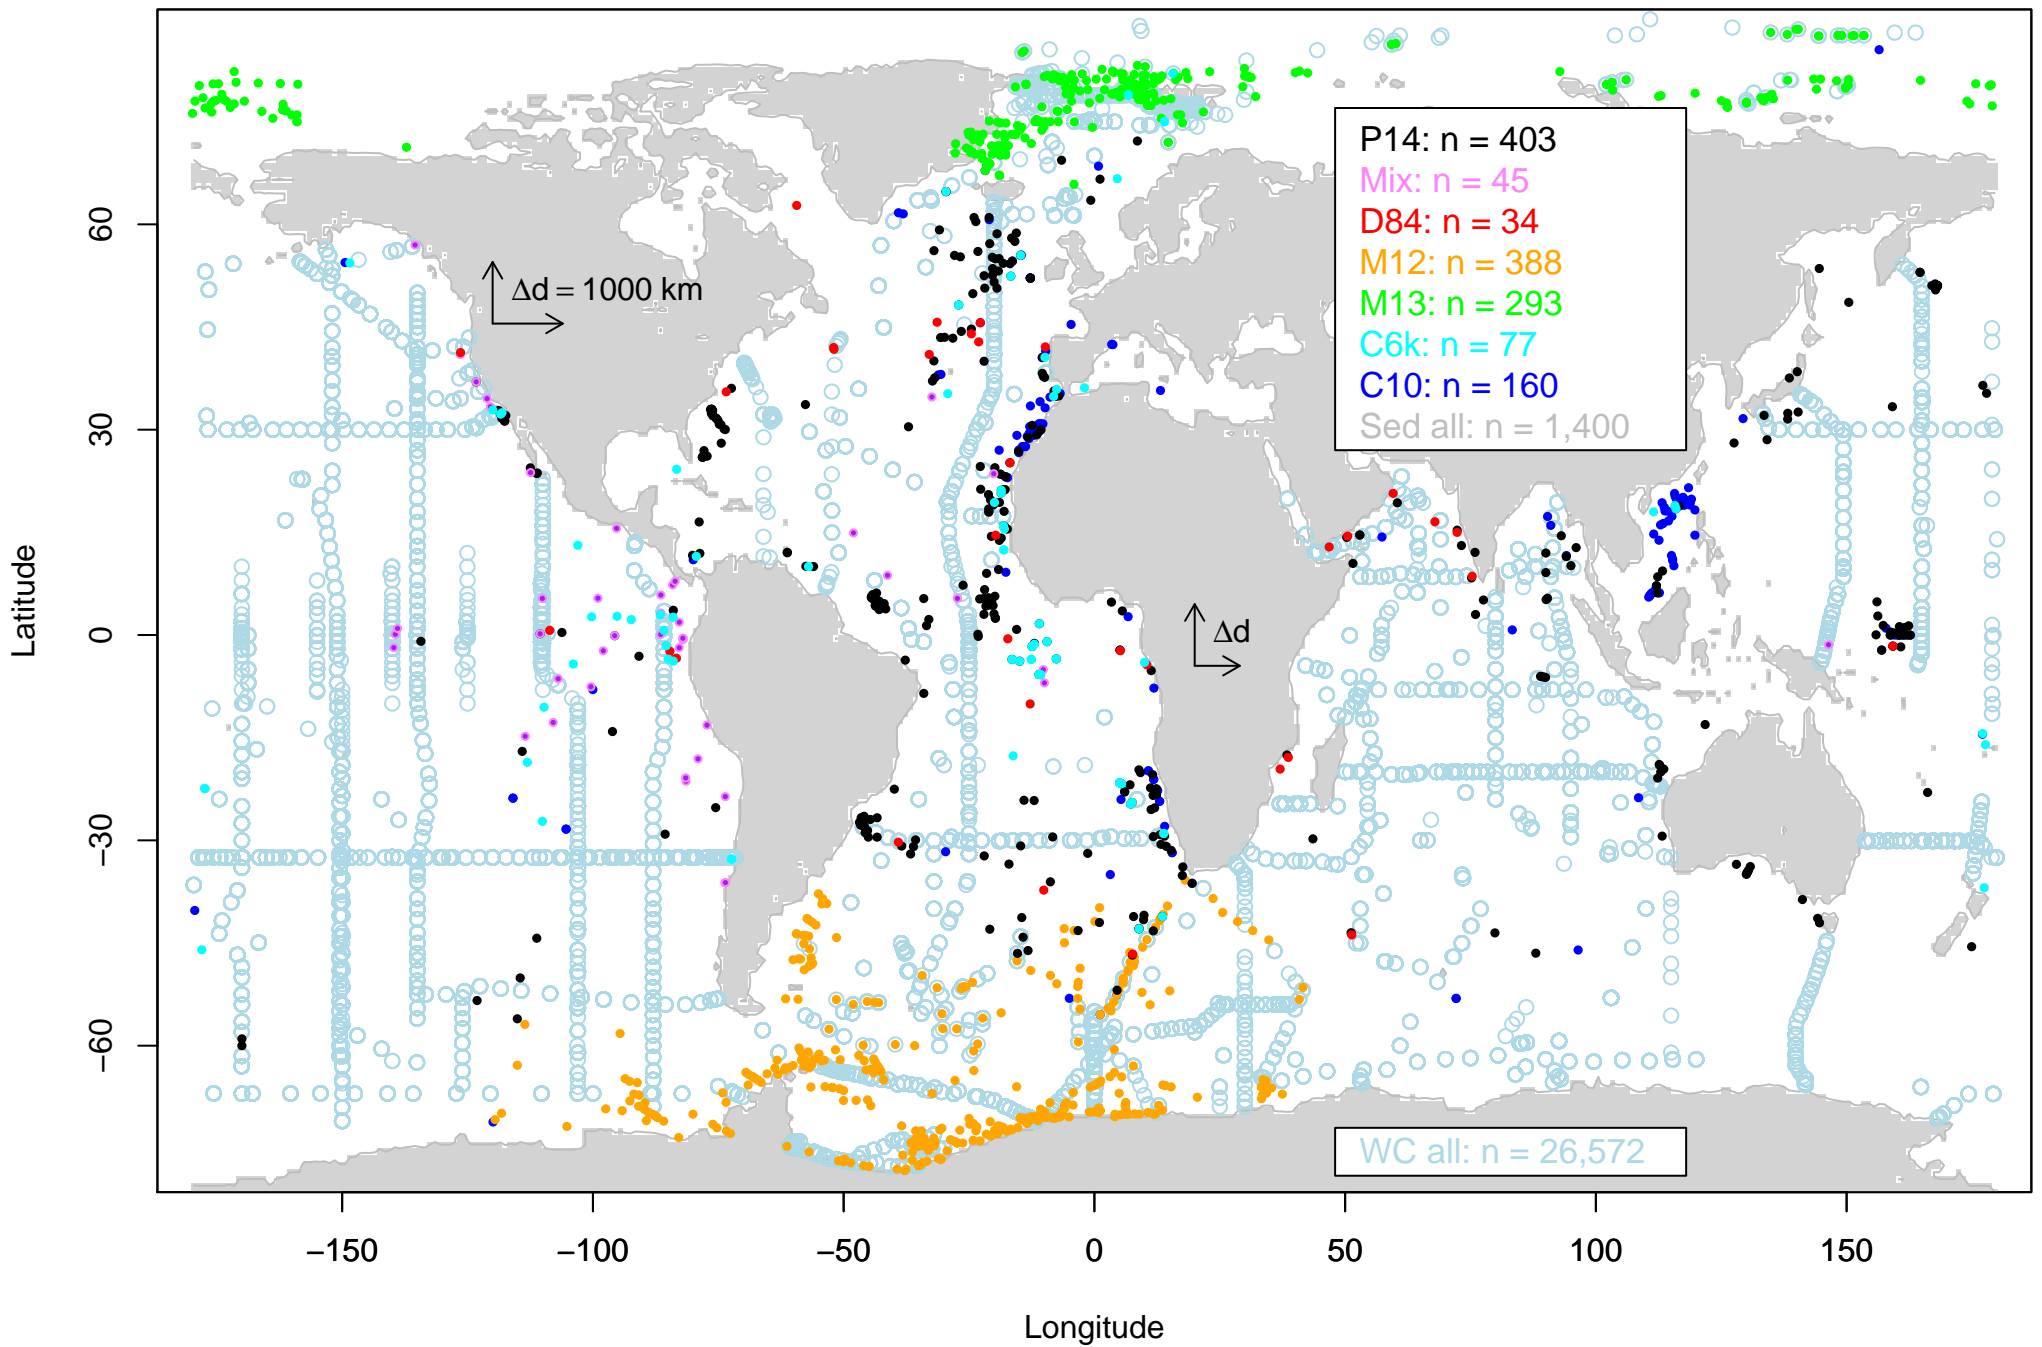 P14: n = 403
Mix: n = 45
D84: n = 34
M12: n = 388
M13: n = 293
C6k: n = 77
C10: n = 160
Sed all: n = 1,400
Δd = 1000 km
Δd
WC all: n = 26,572
60
30
0
−30
−60
Latitude
−150
−100
−50
0
50
100
150
Longitude